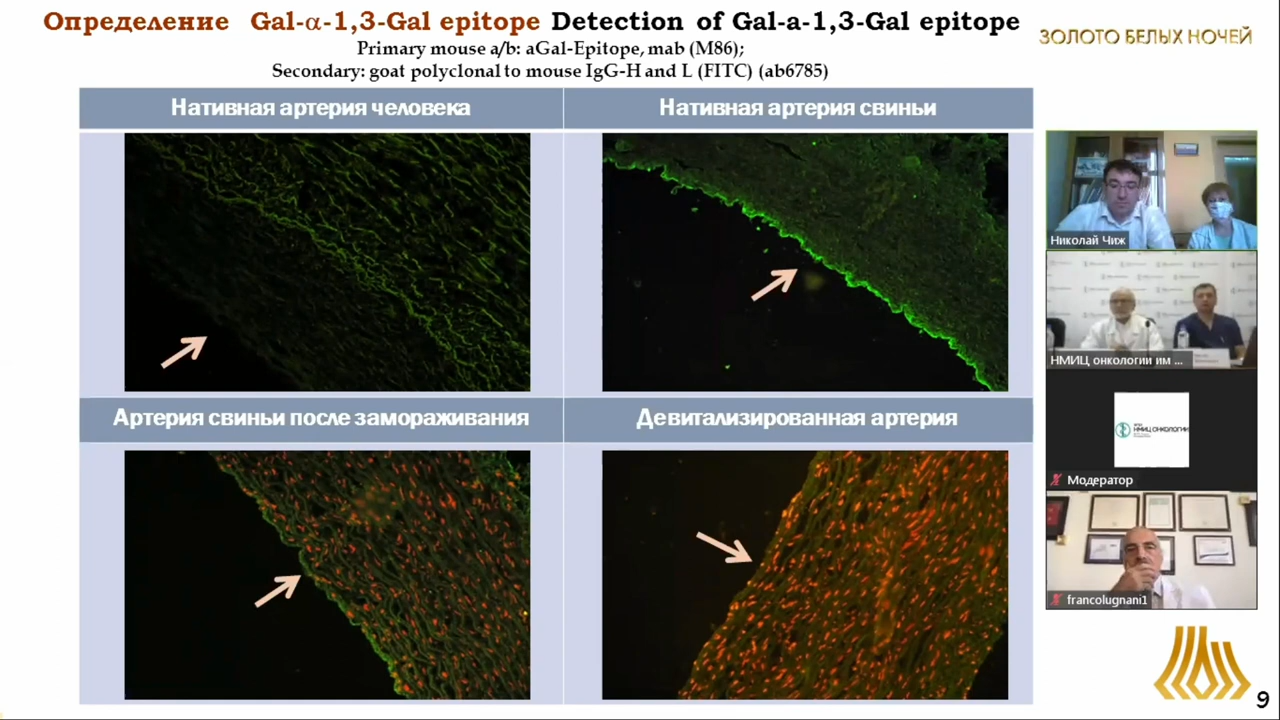 Определение Gal-α-1,3-Gal epitope Detection of Gal-a-1,3-Gal epitope
Primary mouse a/b: aGal-Epitope, mab (M86);
Secondary: goat polyclonal to mouse IgG-H and L (FITC) (ab6785)
ЗОЛОТО БЕЛЫХ НОЧЕЙ
Нативная артерия человека
Нативная артерия свиньи
Артерия свиньи после замораживания
Девитализированная артерия
Николай Чиж
НМИЦ онкологии им ...
НМИЦ ОНКОЛОГИИ
Модератор
francolugnani1
9